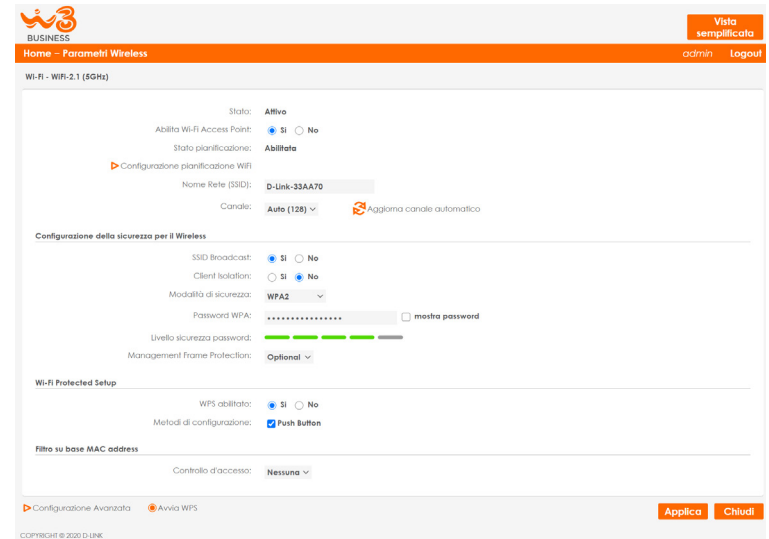 W3
BUSINESS
Vista semplificata
Home – Parametri Wireless
admin Logout
Wi-Fi - WiFi-2.1 (5GHz)
Stato: Attivo
Abilita Wi-Fi Access Point: Si No
Stato pianificazione: Abilitata
Configurazione pianificazione WiFi
Nome Rete (SSID): D-Link-33AA70
Canale: Auto (128) Aggiorna canale automatico
Configurazione della sicurezza per il Wireless
SSID Broadcast: Si No
Client Isolation: Si No
Modalità di sicurezza: WPA2
Password WPA: •••••••••••••••• mostra password
Livello sicurezza password:
Management Frame Protection: Optional
Wi-Fi Protected Setup
WPS abilitato: Si No
Metodi di configurazione: Push Button
Filtro su base MAC address
Controllo d'accesso: Nessuna
Configurazione Avanzata Avvia WPS
Applica Chiudi
COPYRIGHT © 2020 D-LINK